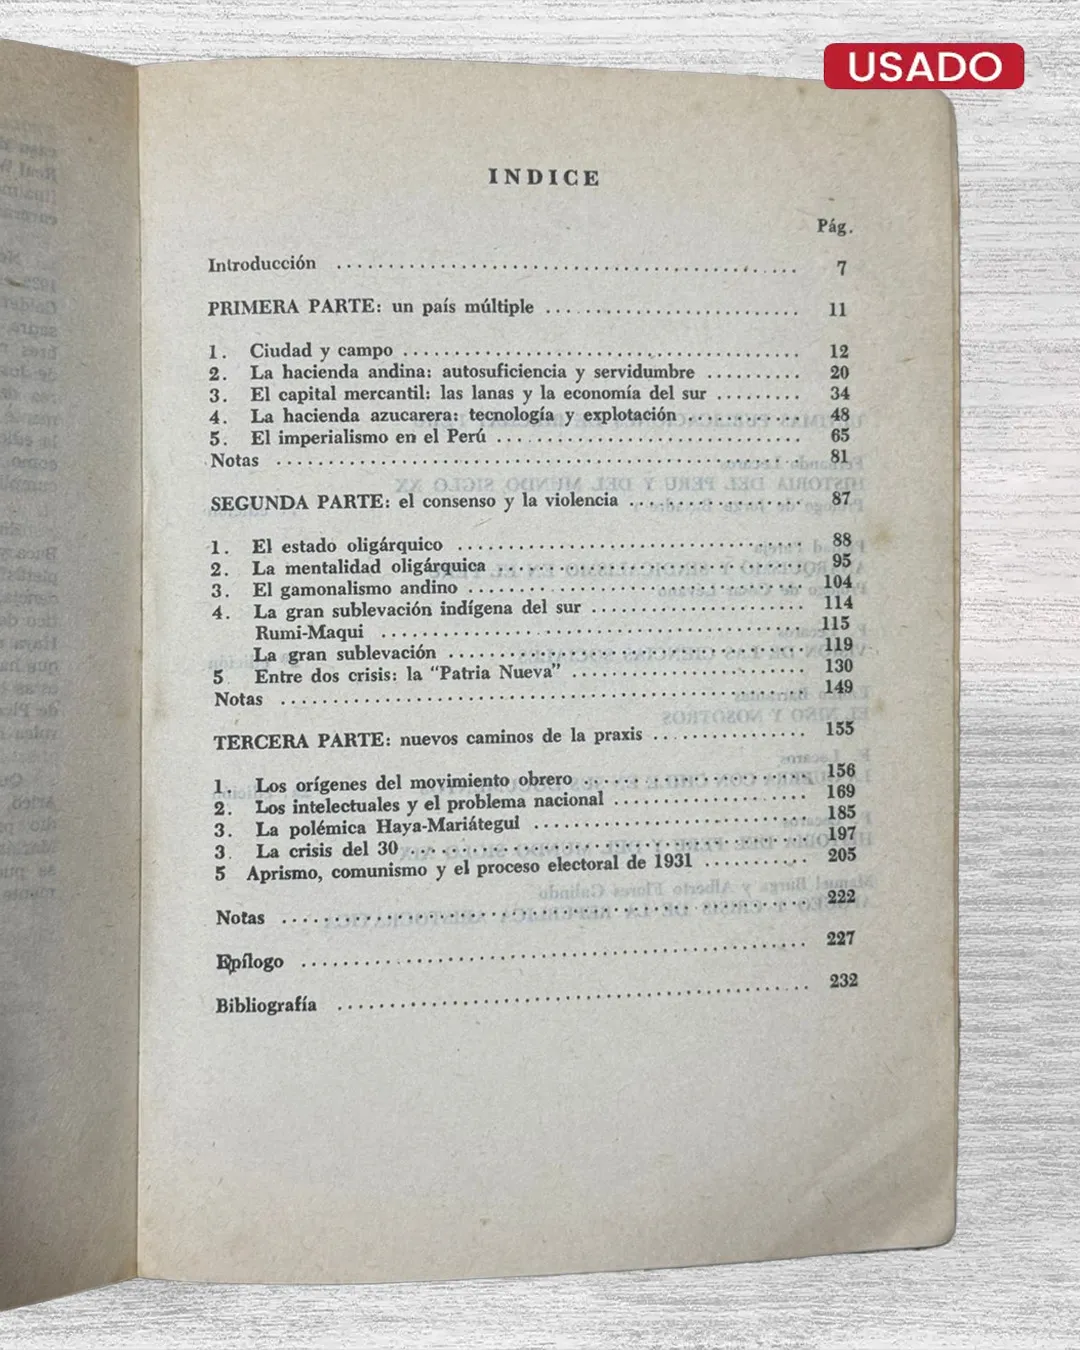 USADO
INDICE
Pág.
Introducción .......... 7
PRIMERA PARTE: un país múltiple .......... 11
1. Ciudad y campo .......... 12
2. La hacienda andina: autosuficiencia y servidumbre .......... 20
3. El capital mercantil: las lanas y la economía del sur .......... 34
4. La hacienda azucarera: tecnología y explotación .......... 48
5. El imperialismo en el Perú .......... 65
Notas .......... 81
SEGUNDA PARTE: el consenso y la violencia .......... 87
1. El estado oligárquico .......... 88
2. La mentalidad oligárquica .......... 95
3. El gamonalismo andino .......... 104
4. La gran sublevación indígena del sur .......... 114
Rumi-Maqui .......... 115
La gran sublevación .......... 119
5 Entre dos crisis: la "Patria Nueva" .......... 130
Notas .......... 149
TERCERA PARTE: nuevos caminos de la praxis .......... 155
1. Los orígenes del movimiento obrero .......... 156
2. Los intelectuales y el problema nacional .......... 169
3. La polémica Haya-Mariátegul .......... 185
3. La crisis del 30 .......... 197
5 Aprismo, comunismo y el proceso electoral de 1931 .......... 205
Notas .......... 222
Epílogo .......... 227
Bibliografía .......... 232